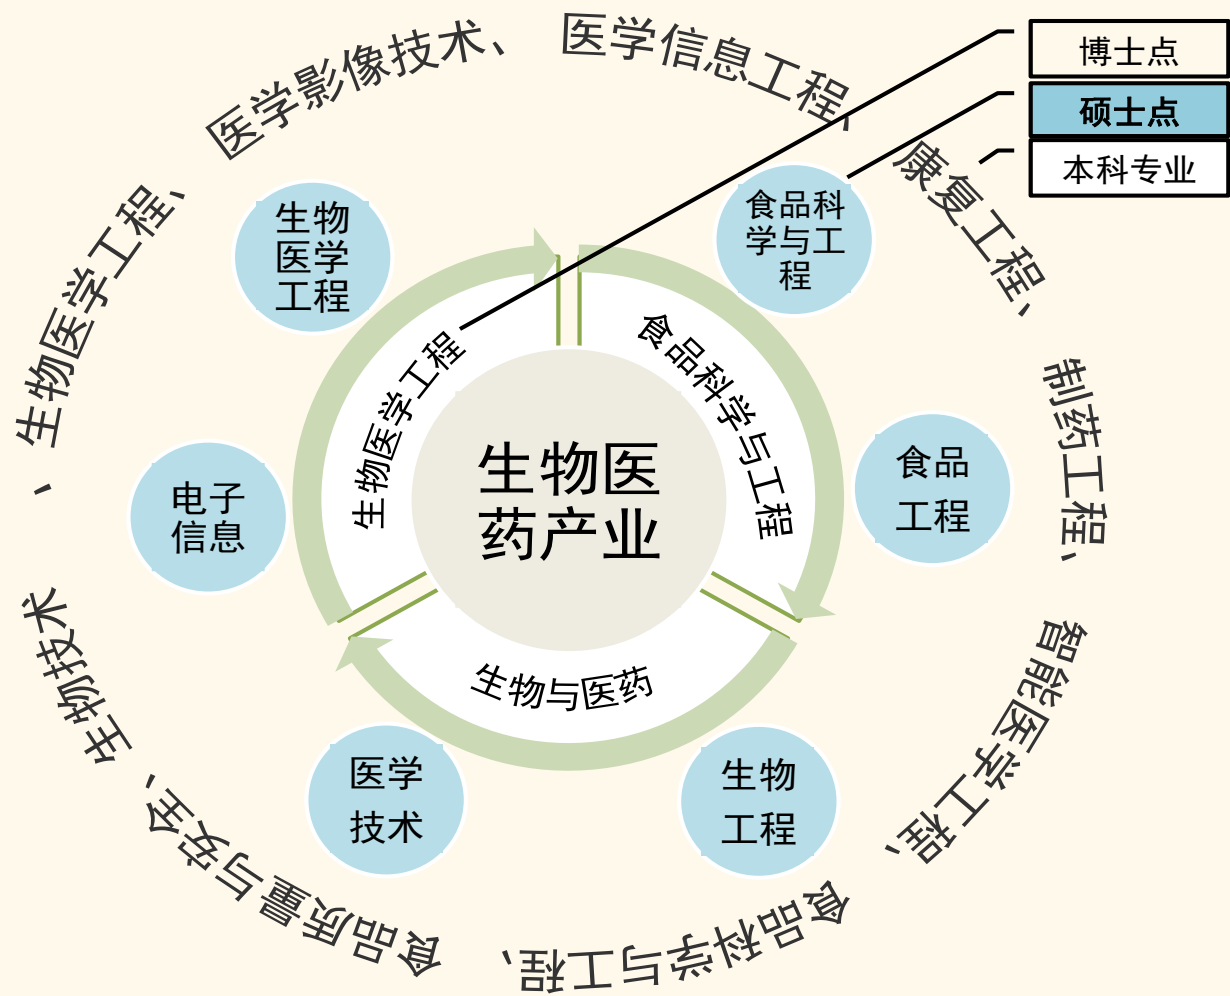 医学影像技术、
医学信息工程、
康复工程、
制药工程、
智能医学工程、
食品科学与工程、
食品质量与安全、
生物技术
、生物医学工程、
博士点
硕士点
本科专业
生物
医学
工程
食品科
学与工
程
食品
工程
生物
工程
医学
技术
电子
信息
生物医学工程
食品科学与工程
生物与医药
生物医
药产业